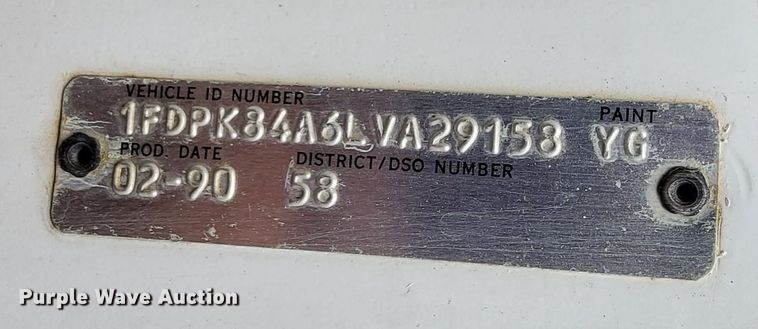 VEHICLE ID NUMBER
PAINT
1FDPK84A6LVA29158 YG
PROD. DATE
DISTRICT/DSO NUMBER
02-90 58
Purple Wave Auction